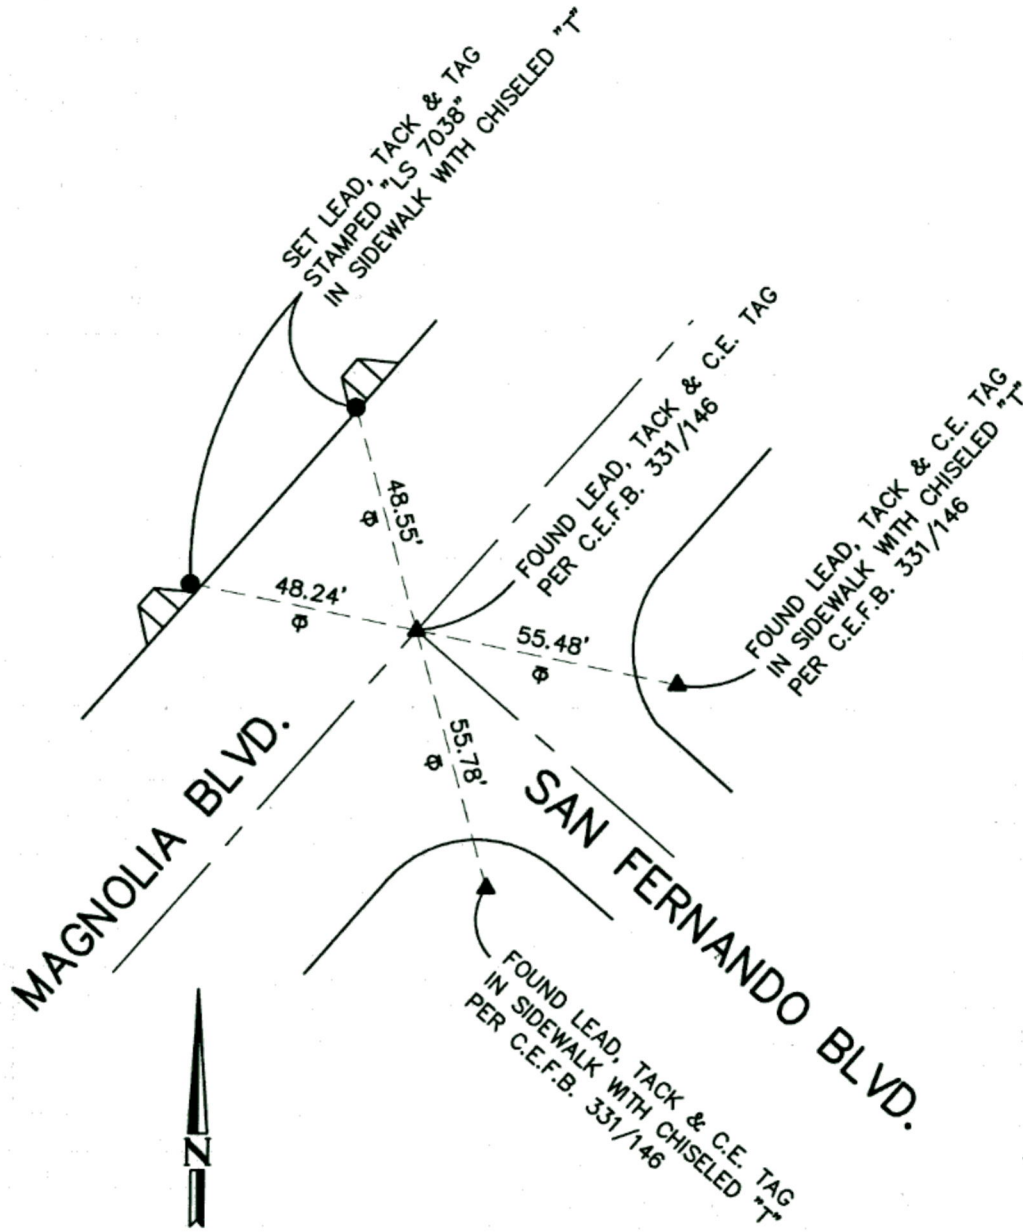 SET LEAD, TACK & TAG
STAMPED "LS 7038"
IN SIDEWALK WITH CHISELED "T"
FOUND LEAD, TACK & C.E. TAG
PER C.E.F.B. 331/146
FOUND LEAD, TACK & C.E. TAG
IN SIDEWALK WITH CHISELED "T"
PER C.E.F.B. 331/146
48.55'
48.24'
55.48'
55.78'
MAGNOLIA BLVD.
SAN FERNANDO BLVD.
FOUND LEAD, TACK & C.E. TAG
IN SIDEWALK WITH CHISELED "T"
PER C.E.F.B. 331/146
N